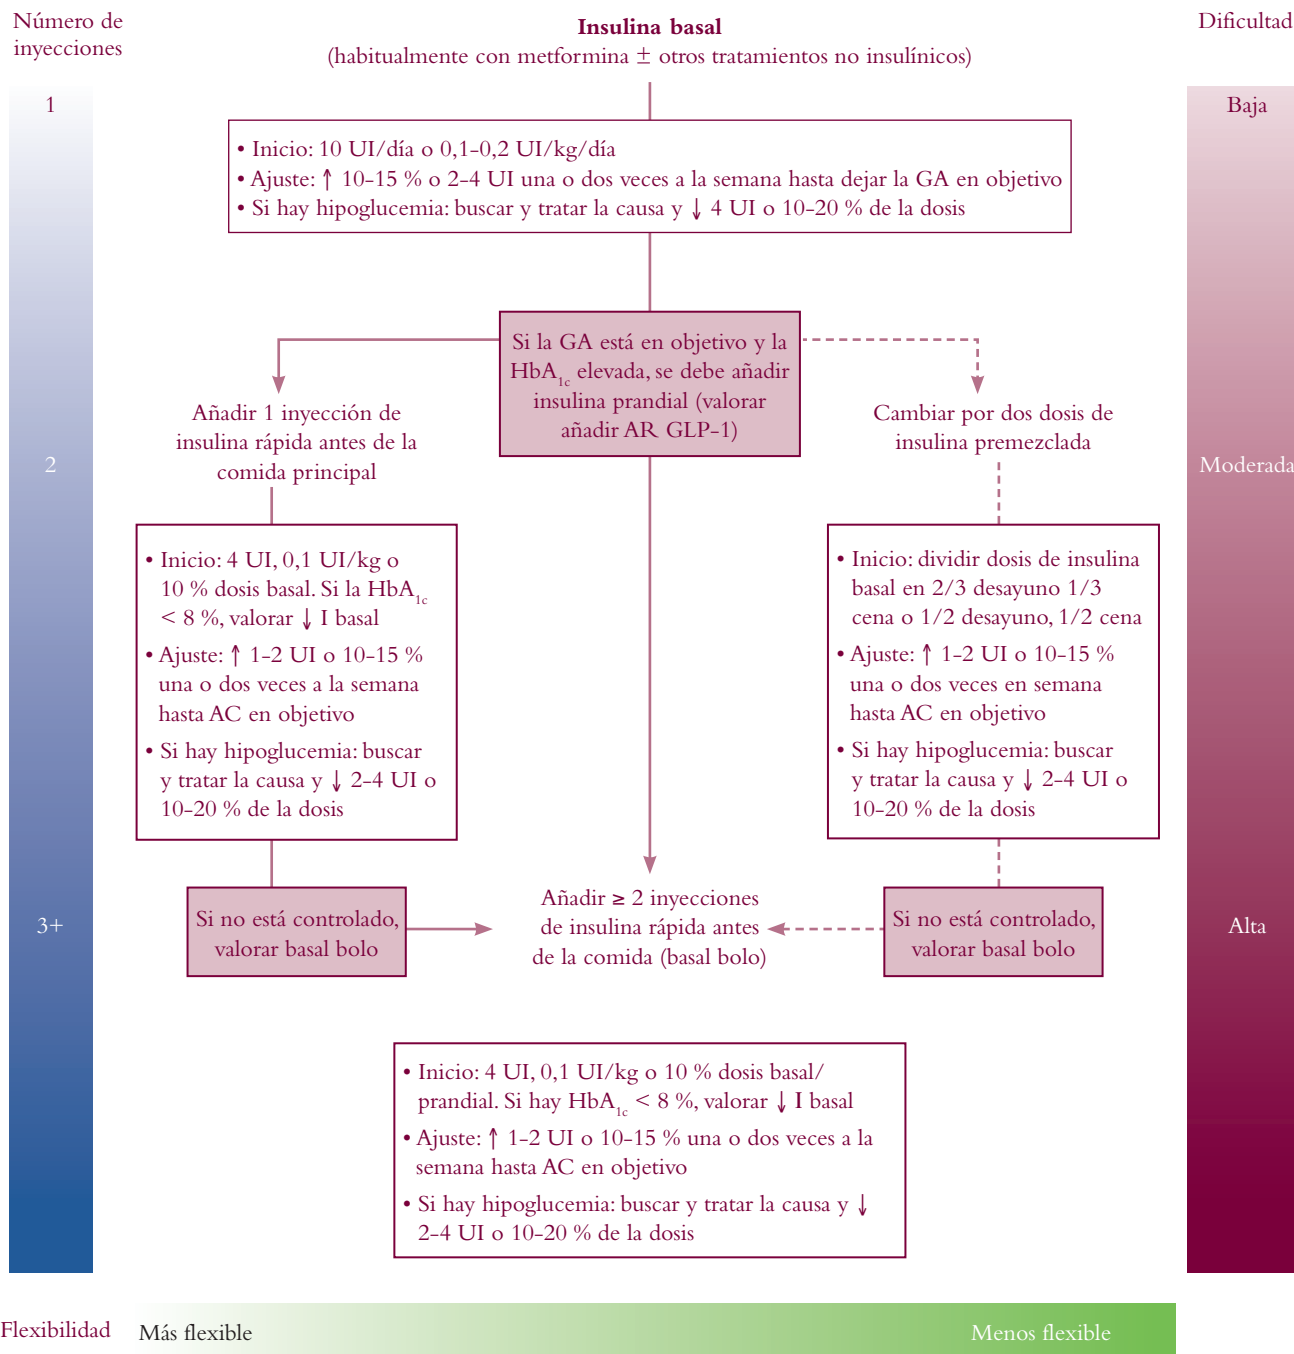 Número de
inyecciones
Insulina basal
(habitualmente con metformina ± otros tratamientos no insulínicos)
Dificultad
1
Baja
• Inicio: 10 UI/día o 0,1-0,2 UI/kg/día
• Ajuste: ↑ 10-15 % o 2-4 UI una o dos veces a la semana hasta dejar la GA en objetivo
• Si hay hipoglucemia: buscar y tratar la causa y ↓ 4 UI o 10-20 % de la dosis
Si la GA está en objetivo y la
HbA1c elevada, se debe añadir
insulina prandial (valorar
añadir AR GLP-1)
Añadir 1 inyección de
insulina rápida antes de la
comida principal
Cambiar por dos dosis de
insulina premezclada
2
Moderada
• Inicio: 4 UI, 0,1 UI/kg o
10 % dosis basal. Si la HbA1c
< 8 %, valorar ↓ I basal
• Ajuste: ↑ 1-2 UI o 10-15 %
una o dos veces a la semana
hasta AC en objetivo
• Si hay hipoglucemia: buscar
y tratar la causa y ↓ 2-4 UI o
10-20 % de la dosis
• Inicio: dividir dosis de insulina
basal en 2/3 desayuno 1/3
cena o 1/2 desayuno, 1/2 cena
• Ajuste: ↑ 1-2 UI o 10-15 %
una o dos veces en semana
hasta AC en objetivo
• Si hay hipoglucemia: buscar
y tratar la causa y ↓ 2-4 UI o
10-20 % de la dosis
3+
Si no está controlado,
valorar basal bolo
Añadir ≥ 2 inyecciones
de insulina rápida antes
de la comida (basal bolo)
Si no está controlado,
valorar basal bolo
Alta
• Inicio: 4 UI, 0,1 UI/kg o 10 % dosis basal/
prandial. Si hay HbA1c < 8 %, valorar ↓ I basal
• Ajuste: ↑ 1-2 UI o 10-15 % una o dos veces a la
semana hasta AC en objetivo
• Si hay hipoglucemia: buscar y tratar la causa y ↓
2-4 UI o 10-20 % de la dosis
Flexibilidad
Más flexible
Menos flexible